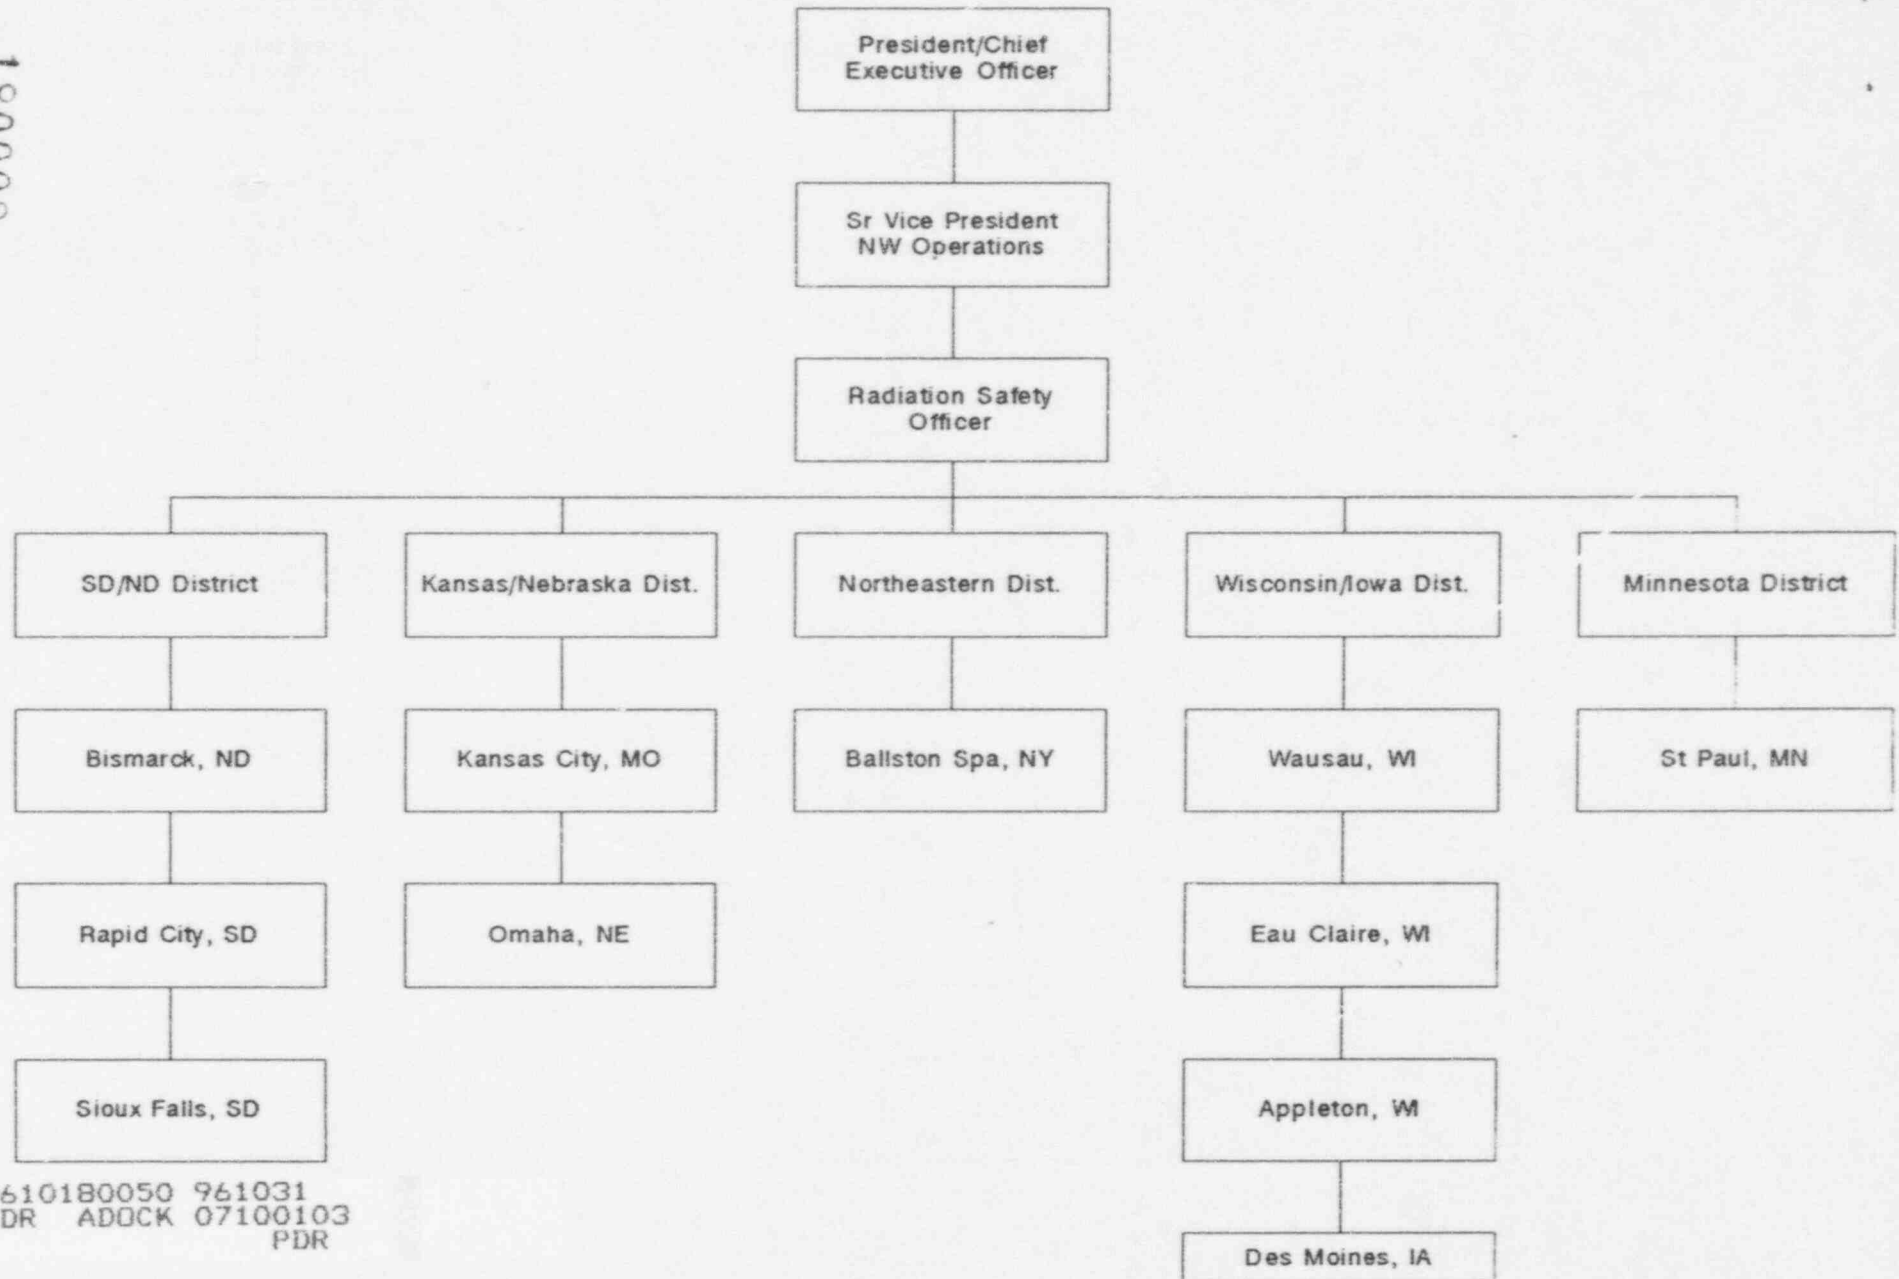 President/Chief
Executive Officer
Sr Vice President
NW Operations
Radiation Safety
Officer
SD/ND District
Kansas/Nebraska Dist.
Northeastern Dist.
Wisconsin/Iowa Dist.
Minnesota District
Bismarck, ND
Kansas City, MO
Ballston Spa, NY
Wausau, WI
St Paul, MN
Rapid City, SD
Omaha, NE
Eau Claire, WI
Sioux Falls, SD
Appleton, WI
Des Moines, IA
610180050 961031
DR ADOCK 07100103
PDR